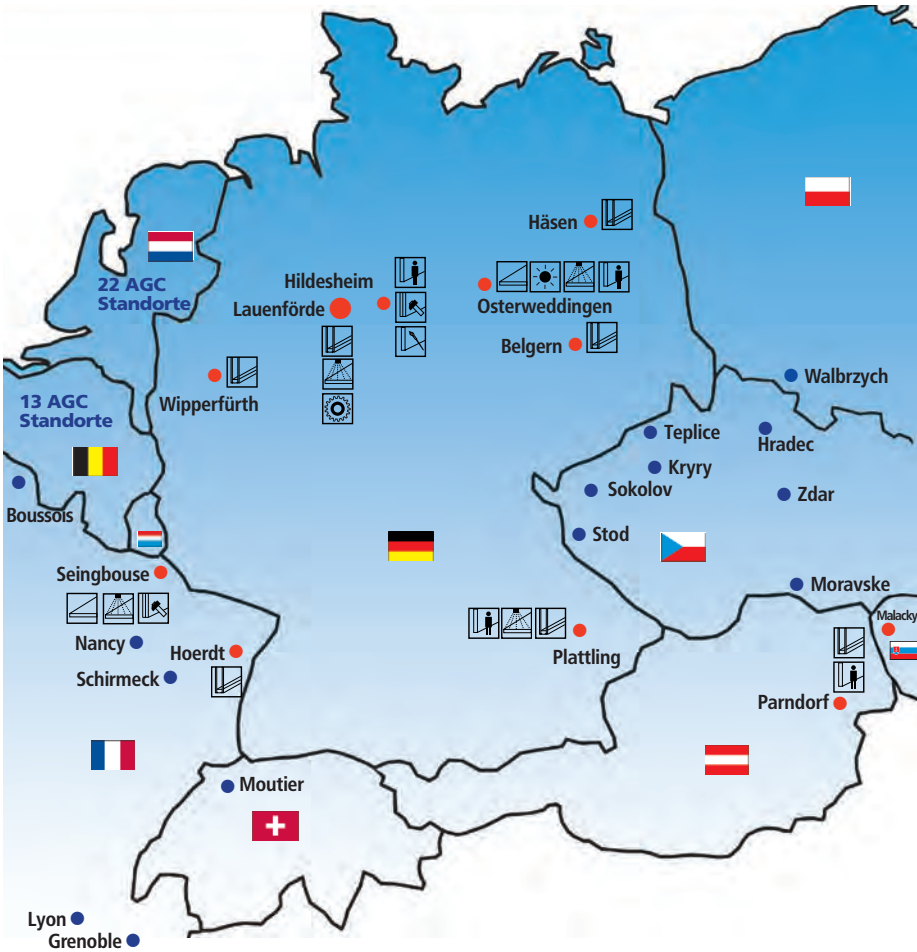 Häsen
22 AGC
Standorte
Hildesheim
Lauenförde
Osterweddingen
Belgern
Wipperfürth
13 AGC
Standorte
Walbrzych
Teplice
Hradec
Kryry
Sokolov
Zdar
Boussois
Stod
Seingbouse
Moravske
Malacky
Nancy
Hoerdt
Plattling
Schirmeck
Parndorf
Moutier
Lyon
Grenoble